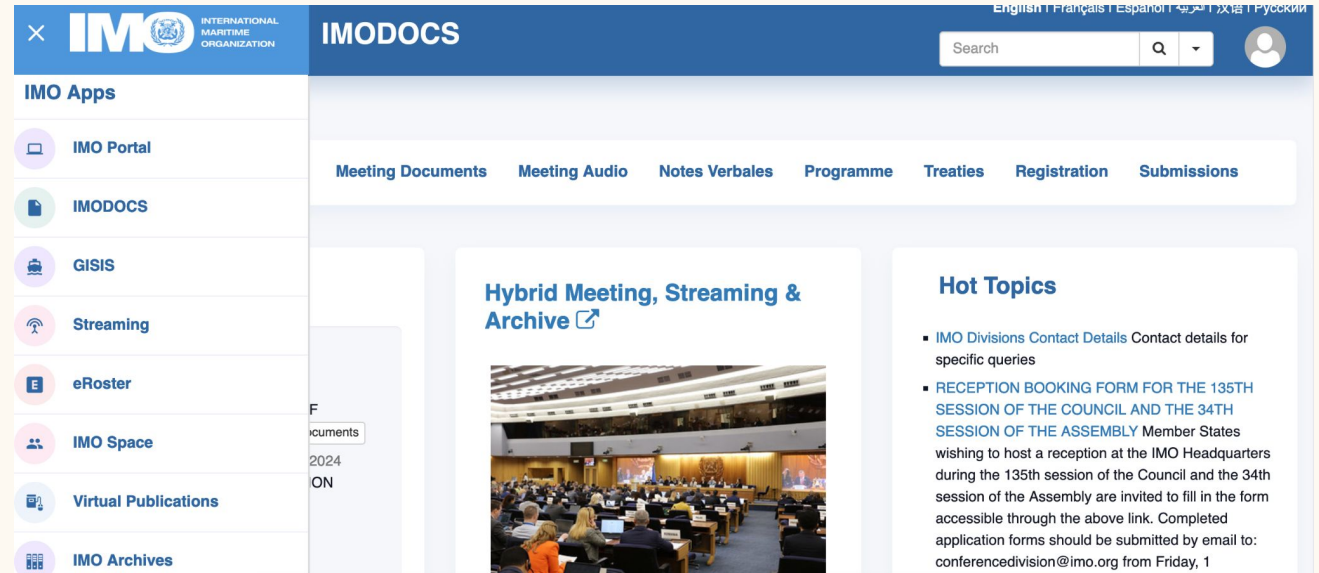 INTERNATIONAL
MARITIME
ORGANIZATION
IMO
IMODOCS
English | Français | Español | العربية | 汉语 | Русский
Search
IMO Apps
IMO Portal
IMODOCS
GISIS
Streaming
E
eRoster
IMO Space
Virtual Publications
IMO Archives
Meeting Documents
Meeting Audio
Notes Verbales
Programme
Treaties
Registration
Submissions
F
ocuments
2024
ION
Hybrid Meeting, Streaming &
Archive
Hot Topics
IMO Divisions Contact Details Contact details for
specific queries
RECEPTION BOOKING FORM FOR THE 135TH
SESSION OF THE COUNCIL AND THE 34TH
SESSION OF THE ASSEMBLY Member States
wishing to host a reception at the IMO Headquarters
during the 135th session of the Council and the 34th
session of the Assembly are invited to fill in the form
accessible through the above link. Completed
application forms should be submitted by email to:
conferencedivision@imo.org from Friday, 1